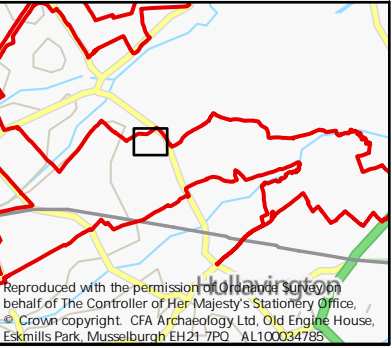 Hullavington
Reproduced with the permission of Ordnance Survey on
behalf of The Controller of Her Majesty's Stationery Office,
© Crown copyright. CFA Archaeology Ltd, Old Engine House,
Eskmills Park, Musselburgh EH21 7PQ AL100034785